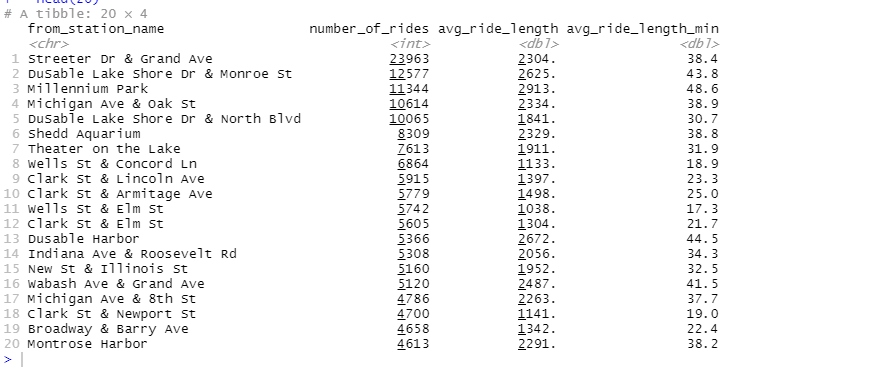 head(20)
# A tibble: 20 × 4
from_station_name number_of_rides avg_ride_length avg_ride_length_min
<chr> <int> <dbl> <dbl>
1 Streeter Dr & Grand Ave 23963 2304. 38.4
2 DuSable Lake Shore Dr & Monroe St 12577 2625. 43.8
3 Millennium Park 11344 2913. 48.6
4 Michigan Ave & Oak St 10614 2334. 38.9
5 DuSable Lake Shore Dr & North Blvd 10065 1841. 30.7
6 Shedd Aquarium 8309 2329. 38.8
7 Theater on the Lake 7613 1911. 31.9
8 Wells St & Concord Ln 6864 1133. 18.9
9 Clark St & Lincoln Ave 5915 1397. 23.3
10 Clark St & Armitage Ave 5779 1498. 25.0
11 Wells St & Elm St 5742 1038. 17.3
12 Clark St & Elm St 5605 1304. 21.7
13 Dusable Harbor 5366 2672. 44.5
14 Indiana Ave & Roosevelt Rd 5308 2056. 34.3
15 New St & Illinois St 5160 1952. 32.5
16 Wabash Ave & Grand Ave 5120 2487. 41.5
17 Michigan Ave & 8th St 4786 2263. 37.7
18 Clark St & Newport St 4700 1141. 19.0
19 Broadway & Barry Ave 4658 1342. 22.4
20 Montrose Harbor 4613 2291. 38.2
>